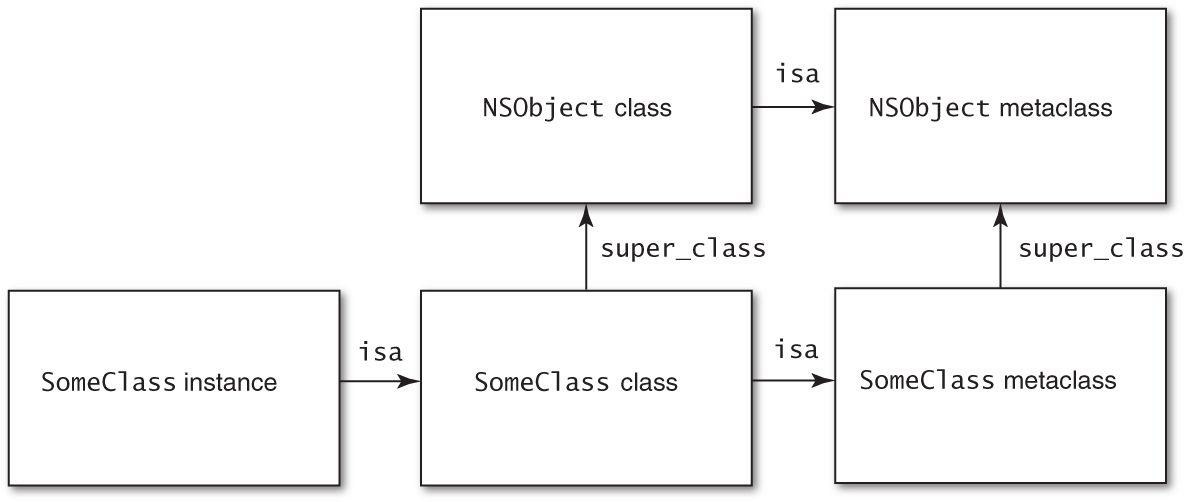 isa
NSObject class
NSObject metaclass
super_class
super_class
isa
isa
SomeClass instance
SomeClass class
SomeClass metaclass